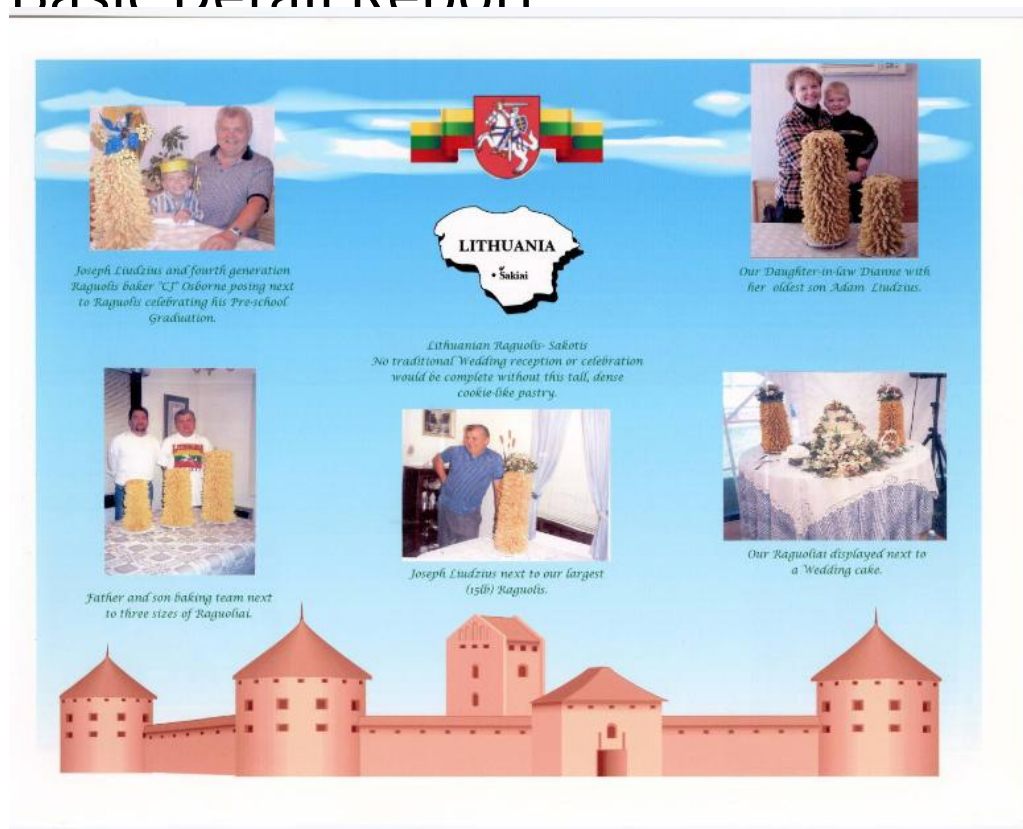 Basic Detail Report
LITHUANIA
• Šakiai
Joseph Liudzius and fourth generation
Raguolis baker "CJ" Osborne posing next
to Raguolis celebrating his Pre-school
Graduation.
Our Daughter-in-law Dianne with
her oldest son Adam Liudzius.
Lithuanian Raguolis- Sakotis
No traditional Wedding reception or celebration
would be complete without this tall, dense
cookie-like pastry.
LITHUANIA
Father and son baking team next
to three sizes of Raguoliai.
Joseph Liudzius next to our largest
(15lb) Raguolis.
Our Raguoliai displayed next to
a Wedding cake.